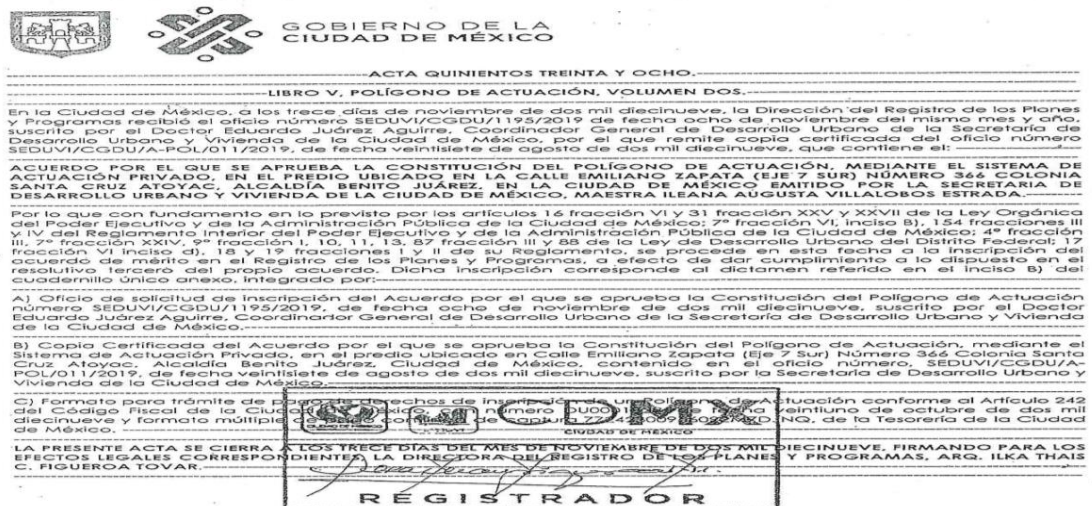 GOBIERNO DE LA
CIUDAD DE MÉXICO
ACTA QUINIENTOS TREINTA Y OCHO.
LIBRO V, POLÍGONO DE ACTUACIÓN, VOLUMEN DOS.
En la Ciudad de México, a los trece días de noviembre de dos mil diecinueve, la Dirección del Registro de los Planes
y Programas recibió el oficio número SEDUVI/CGDU/1195/2019 de fecha ocho de noviembre del mismo mes y año,
suscrito por el Doctor Eduardo Juárez Aguirre, Coordinador General de Desarrollo Urbano de la Secretaría de
Desarrollo Urbano y Vivienda de la Ciudad de México, por el que remite copia certificada del oficio número
SEDUVI/CGDU/A-POL/011/2019, de fecha veintisiete de agosto de dos mil diecinueve, que contiene el:
ACUERDO POR EL QUE SE APRUEBA LA CONSTITUCIÓN DEL POLÍGONO DE ACTUACIÓN, MEDIANTE EL SISTEMA DE
ACTUACIÓN PRIVADO, EN EL PREDIO UBICADO EN LA CALLE EMILIANO ZAPATA (EJE 7 SUR) NÚMERO 366 COLONIA
SANTA CRUZ ATOYAC, ALCALDÍA BENITO JUÁREZ, EN LA CIUDAD DE MÉXICO EMITIDO POR LA SECRETARIA DE
DESARROLLO URBANO Y VIVIENDA DE LA CIUDAD DE MÉXICO, MAESTRA ILEANA AUGUSTA VILLALOBOS ESTRADA.
Por lo que con fundamento en lo previsto por los artículos 16 fracción VI y 31 fracción XXV y XXVII de la Ley Orgánica
del Poder Ejecutivo y de la Administración Pública de la Ciudad de México; 7° fracción VI, inciso B), 154 fracciones III
y IV del Reglamento Interior del Poder Ejecutivo y de la Administración Pública de la Ciudad de México; 4° fracción
III, 7° fracción XXIV, 9° fracción I, 10, 11, 13, 87 fracción III y 88 de la Ley de Desarrollo Urbano del Distrito Federal; 17
fracción VI inciso d), 18 y 19 fracciones I y II de su Reglamento, se procede en esta fecha a la inscripción del
acuerdo de mérito en el Registro de los Planes y Programas, a efecto de dar cumplimiento a lo dispuesto en el
resolutivo tercero del propio acuerdo. Dicha inscripción corresponde al dictamen referido en el inciso B) del
cuadernillo único anexo, integrado por:
A) Oficio de solicitud de inscripción del Acuerdo por el que se aprueba la Constitución del Polígono de Actuación
número SEDUVI/CGDU/1195/2019, de fecha ocho de noviembre de dos mil diecinueve, suscrito por el Doctor
Eduardo Juárez Aguirre, Coordinador General de Desarrollo Urbano de la Secretaría de Desarrollo Urbano y Vivienda
de la Ciudad de México.
B) Copia Certificada del Acuerdo por el que se aprueba la Constitución del Polígono de Actuación, mediante el
Sistema de Actuación Privado, en el predio ubicado en Calle Emiliano Zapata (Eje 7 Sur) Número 366 Colonia Santa
Cruz Atoyac, Alcaldía Benito Juárez, Ciudad de México, contenido en el oficio número, SEDUVI/CGDU/A-
POL/011/2019, de fecha veintisiete de agosto de dos mil diecinueve, suscrito por la Secretaria de Desarrollo Urbano y
Vivienda de la Ciudad de México.
C) Formato para trámite de derechos de Actuación conforme al Artículo 242
del Código Fiscal de la veintiuno de octubre de dos mil
diecinueve y formato múltiple de la Tesorería de la Ciudad
de México.
CDMX
CIUDAD DE MÉXICO
LA PRESENTE ACTA SE CIERRA A LOS TRECE DÍAS DEL MES DE NOVIEMBRE DE DOS MIL DIECINUEVE, FIRMANDO PARA LOS
EFECTOS LEGALES CORRESPONDIENTES, LA DIRECTORA DEL REGISTRO DE LOS PLANES Y PROGRAMAS, ARQ. ILKA THAIS
C. FIGUEROA TOVAR.
REGISTRADOR